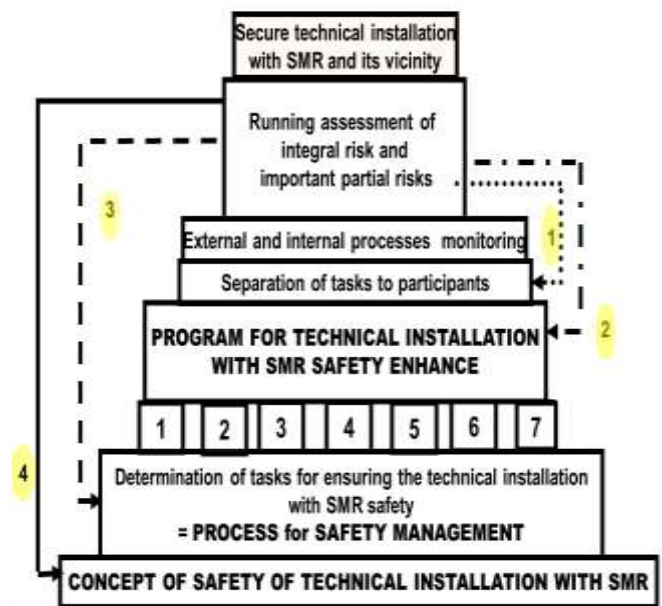 Secure technical installation
with SMR and its vicinity
Running assessment of
integral risk and
important partial risks
3
External and internal processes monitoring
1
Separation of tasks to participants
PROGRAM FOR TECHNICAL INSTALLATION
WITH SMR SAFETY ENHANCE
2
1 2 3 4 5 6 7
4
Determination of tasks for ensuring the technical installation
with SMR safety
= PROCESS for SAFETY MANAGEMENT
CONCEPT OF SAFETY OF TECHNICAL INSTALLATION WITH SMR